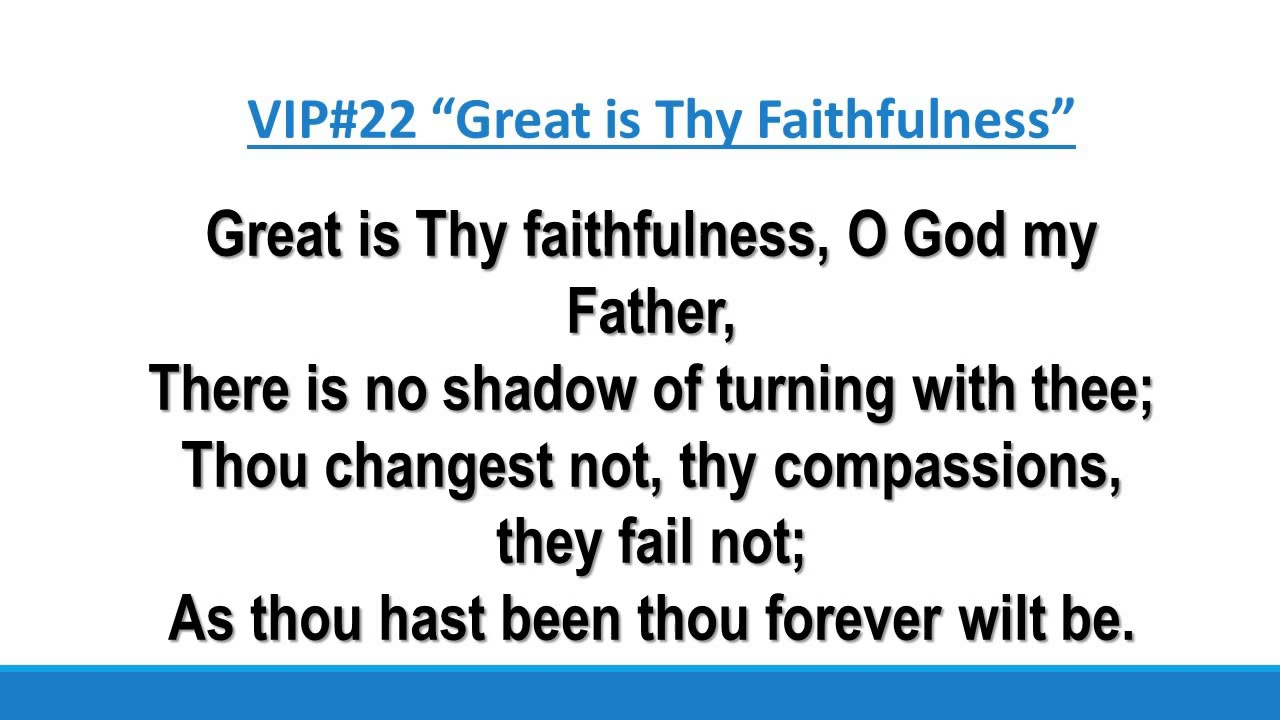 VIP#22 “Great is Thy Faithfulness”
Great is Thy faithfulness, O God my
Father,
There is no shadow of turning with thee;
Thou changest not, thy compassions,
they fail not;
As thou hast been thou forever wilt be.